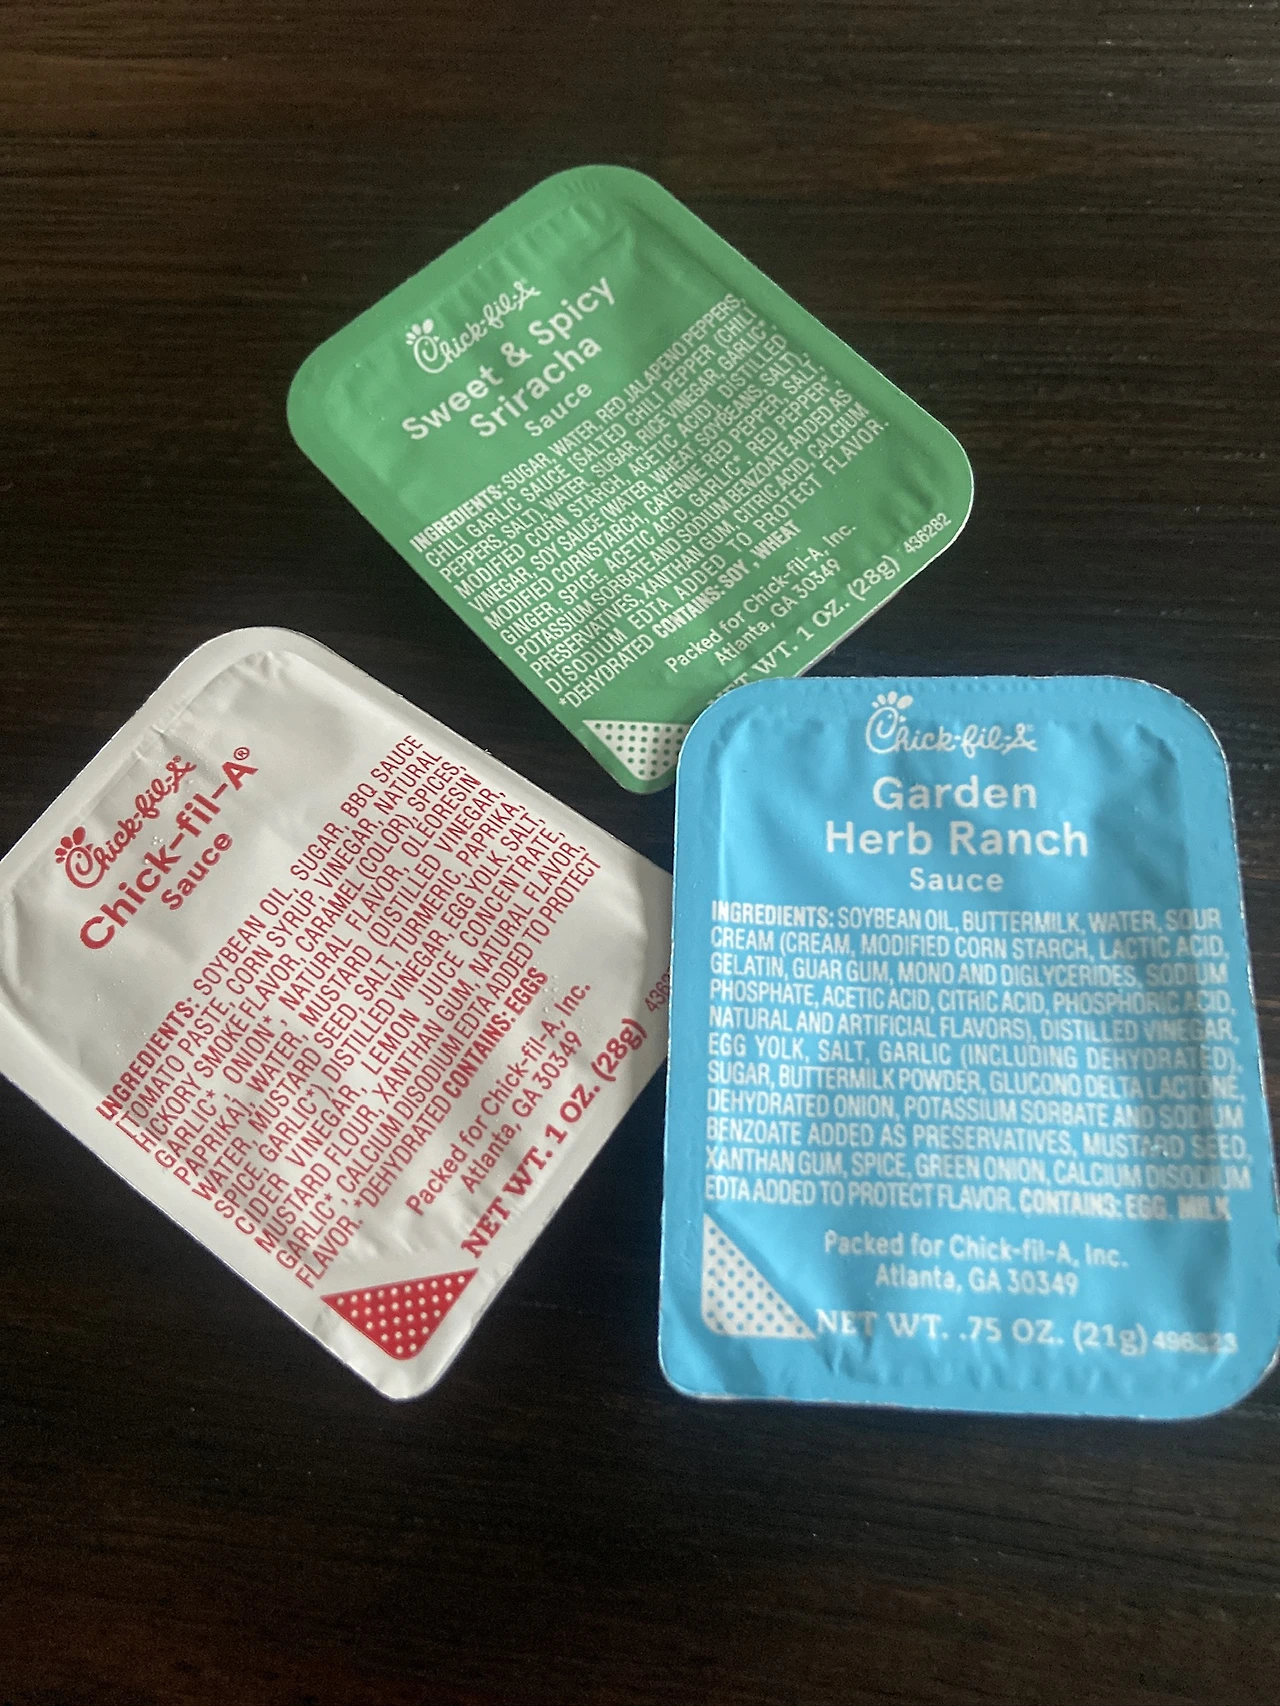 Chick-fil-A
Sweet & Spicy
Sriracha
Sauce
INGREDIENTS: SUGAR, WATER, RED JALAPENO PEPPERS,
CHILI GARLIC SAUCE (SALTED CHILI PEPPER (CHILI
PEPPERS, SALT), WATER, SUGAR, RICE VINEGAR, GARLIC*,
MODIFIED CORN STARCH, ACETIC ACID), DISTILLED
VINEGAR, SOY SAUCE (WATER, WHEAT, SOYBEANS, SALT),
MODIFIED CORNSTARCH, CAYENNE RED PEPPER, SALT,
GINGER, SPICE, ACETIC ACID, GARLIC*, RED PEPPER*,
POTASSIUM SORBATE AND SODIUM BENZOATE ADDED AS
PRESERVATIVES, XANTHAN GUM, CITRIC ACID, CALCIUM
DISODIUM EDTA ADDED TO PROTECT FLAVOR.
*DEHYDRATED CONTAINS: SOY, WHEAT
Packed for Chick-fil-A, Inc.
Atlanta, GA 30349
WT. 1 OZ. (28g) 436282
Chick-fil-A
Chick-fil-A®
Sauce
INGREDIENTS: SOYBEAN OIL, SUGAR, BBQ SAUCE
(TOMATO PASTE, CORN SYRUP, VINEGAR, NATURAL
HICKORY SMOKE FLAVOR, CARAMEL (COLOR), SPICES,
GARLIC*, ONION*, NATURAL FLAVOR, OLEORESIN
PAPRIKA), WATER, MUSTARD (DISTILLED VINEGAR,
WATER, MUSTARD SEED, SALT, TURMERIC, PAPRIKA,
SPICE, GARLIC*) DISTILLED VINEGAR, EGG YOLK, SALT,
CIDER VINEGAR, LEMON JUICE CONCENTRATE,
MUSTARD FLOUR, XANTHAN GUM, NATURAL FLAVOR,
GARLIC*, CALCIUM DISODIUM EDTA ADDED TO PROTECT
FLAVOR. *DEHYDRATED CONTAINS: EGGS
Packed for Chick-fil-A, Inc.
Atlanta, GA 30349
NET WT. 1 OZ. (28g)
Chick-fil-A
Garden
Herb Ranch
Sauce
INGREDIENTS: SOYBEAN OIL, BUTTERMILK, WATER, SOUR
CREAM (CREAM, MODIFIED CORN STARCH, LACTIC ACID,
GELATIN, GUAR GUM, MONO AND DIGLYCERIDES, SODIUM
PHOSPHATE, ACETIC ACID, CITRIC ACID, PHOSPHORIC ACID,
NATURAL AND ARTIFICIAL FLAVORS), DISTILLED VINEGAR,
EGG YOLK, SALT, GARLIC (INCLUDING DEHYDRATED),
SUGAR, BUTTERMILK POWDER, GLUCONO DELTA LACTONE,
DEHYDRATED ONION, POTASSIUM SORBATE AND SODIUM
BENZOATE ADDED AS PRESERVATIVES, MUSTARD SEED,
XANTHAN GUM, SPICE, GREEN ONION, CALCIUM DISODIUM
EDTA ADDED TO PROTECT FLAVOR. CONTAINS: EGG, MILK
Packed for Chick-fil-A, Inc.
Atlanta, GA 30349
NET WT. .75 OZ. (21g)